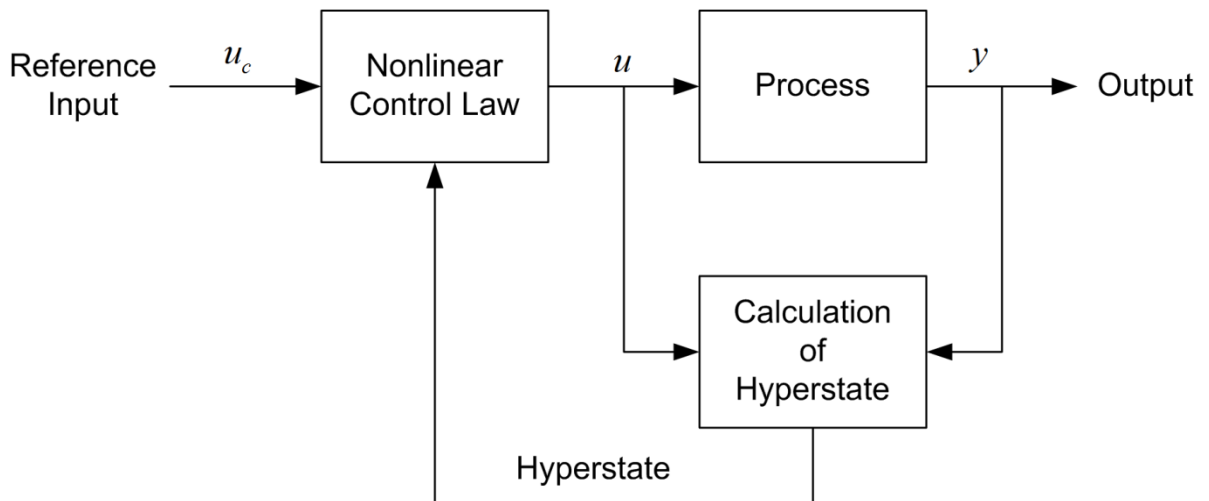 Reference
Input
u_c
Nonlinear
Control Law
u
Process
y
Output
Calculation
of
Hyperstate
Hyperstate